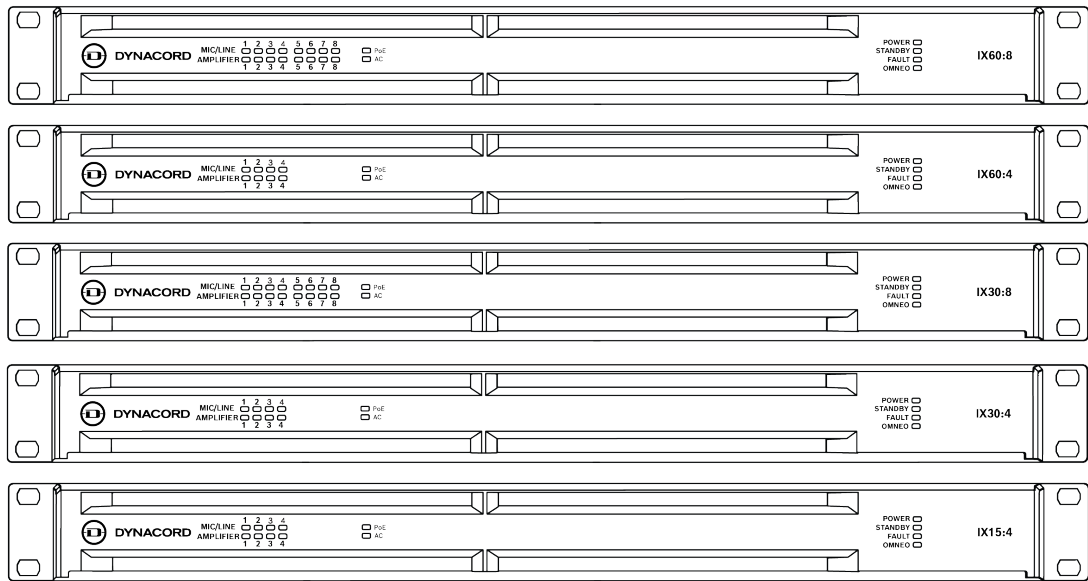 1 2 3 4 5 6 7 8
DYNACORD MIC/LINE PoE POWER
AMPLIFIER AC STANDBY
1 2 3 4 5 6 7 8 FAULT
OMNEO
IX60:8
1 2 3 4
DYNACORD MIC/LINE PoE POWER
AMPLIFIER AC STANDBY
1 2 3 4 FAULT
OMNEO
IX60:4
1 2 3 4 5 6 7 8
DYNACORD MIC/LINE PoE POWER
AMPLIFIER AC STANDBY
1 2 3 4 5 6 7 8 FAULT
OMNEO
IX30:8
1 2 3 4
DYNACORD MIC/LINE PoE POWER
AMPLIFIER AC STANDBY
1 2 3 4 FAULT
OMNEO
IX30:4
1 2 3 4
DYNACORD MIC/LINE PoE POWER
AMPLIFIER AC STANDBY
1 2 3 4 FAULT
OMNEO
IX15:4